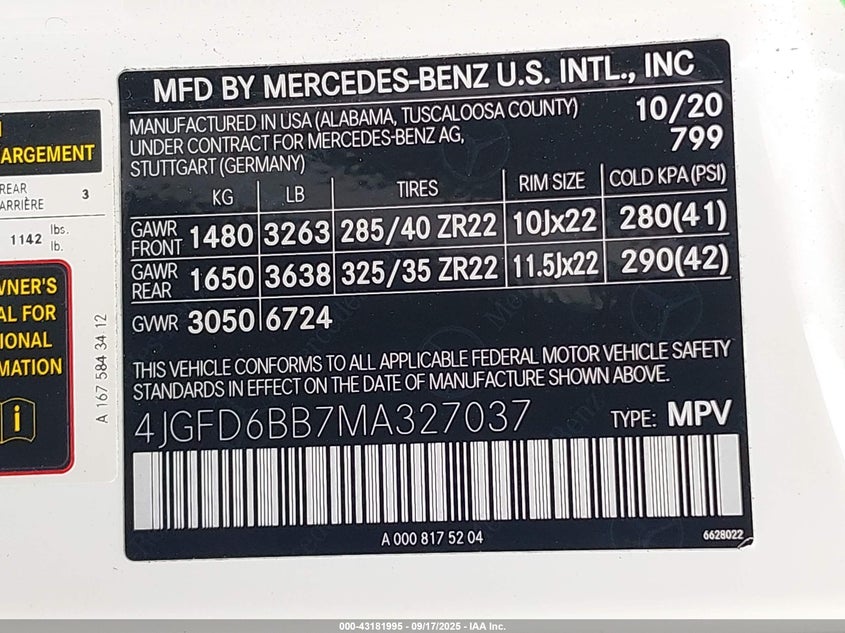 MFD BY MERCEDES-BENZ U.S. INTL., INC
MANUFACTURED IN USA (ALABAMA, TUSCALOOSA COUNTY) 10/20
UNDER CONTRACT FOR MERCEDES-BENZ AG, 799
STUTTGART (GERMANY)
KG LB TIRES RIM SIZE COLD KPA (PSI)
GAWR FRONT 1480 3263 285/40 ZR22 10Jx22 280(41)
GAWR REAR 1650 3638 325/35 ZR22 11.5Jx22 290(42)
GVWR 3050 6724
THIS VEHICLE CONFORMS TO ALL APPLICABLE FEDERAL MOTOR VEHICLE SAFETY
STANDARDS IN EFFECT ON THE DATE OF MANUFACTURE SHOWN ABOVE.
4JGFD6BB7MA327037 TYPE: MPV
A 000 817 52 04 6628022
ARGEMENT
REAR
ARRIÈRE 3
1142 lbs.
lb.
WNER'S
AL FOR
IONAL
MATION
i
A 167 584 34 12
000-43181995 - 09/17/2025 - IAA Inc.